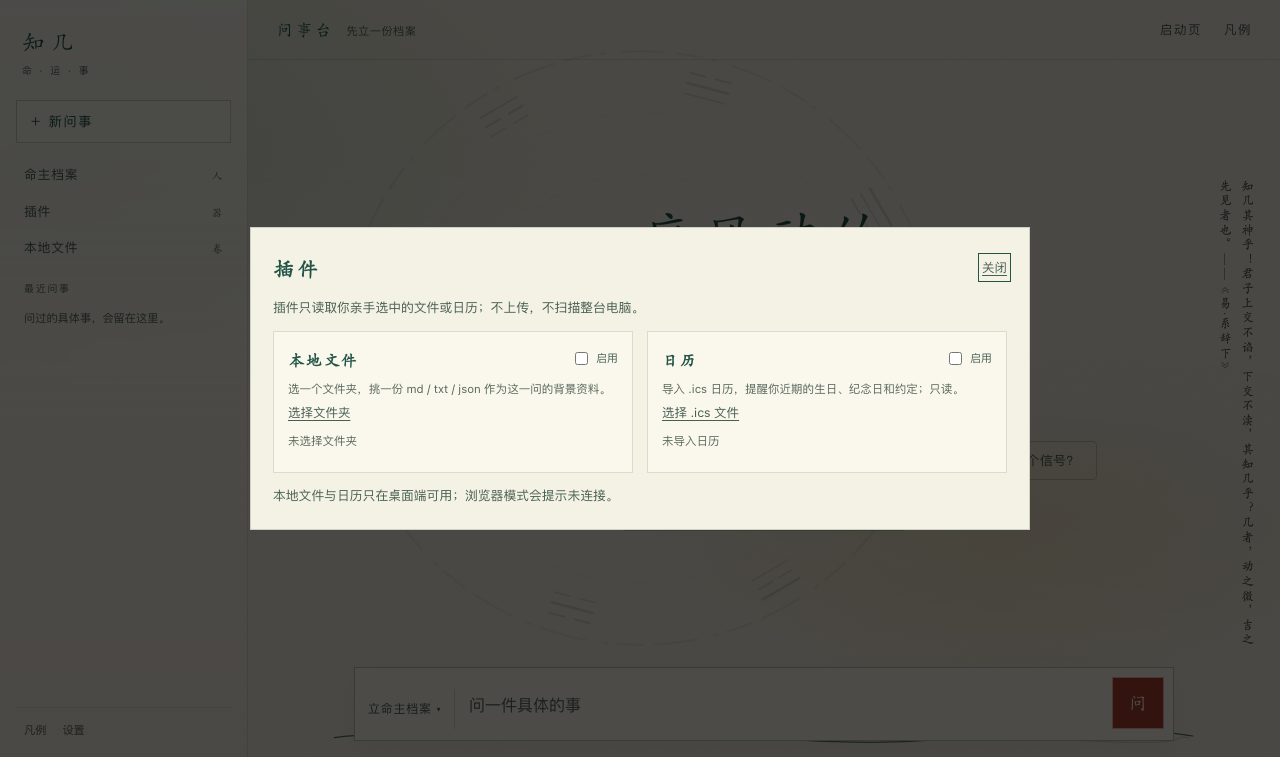 知几
命 · 运 · 事
+ 新问事
命主档案 人
插件 器
本地文件 卷
最近问事
问过的具体事，会留在这里。
凡例 设置
问事台 先立一份档案
启动页 凡例
插件
关闭
插件只读取你亲手选中的文件或日历；不上传，不扫描整台电脑。
本地文件
启用
选一个文件夹，挑一份 md / txt / json 作为这一问的背景资料。
选择文件夹
未选择文件夹
日历
启用
导入 .ics 日历，提醒你近期的生日、纪念日和约定；只读。
选择 .ics 文件
未导入日历
本地文件与日历只在桌面端可用；浏览器模式会提示未连接。
个信号?
知几其神乎！君子上交不谄，下交不渎，其知几乎？几者，动之微，吉之
先见者也。——《易·系辞下》
立命主档案 ▾
问一件具体的事
问